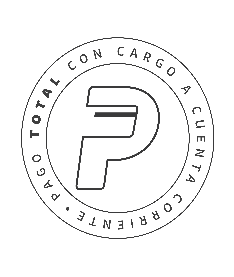 PAGO TOTAL CON CARGO A CUENTA CORRIENTE •
P